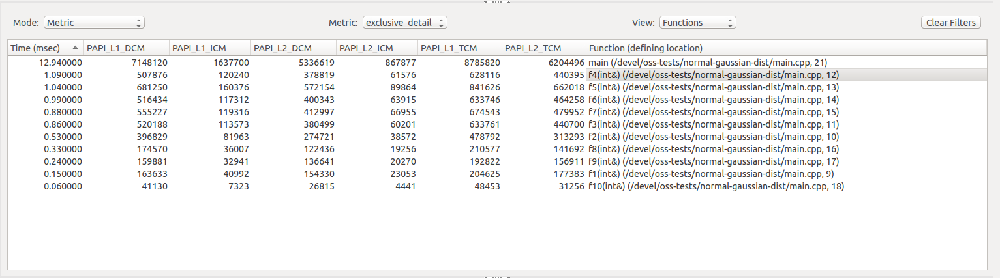 Mode: Metric Metric: exclusive_detail View: Functions Clear Filters
Time (msec) PAPI_L1_DCM PAPI_L1_ICM PAPI_L2_DCM PAPI_L2_ICM PAPI_L1_TCM PAPI_L2_TCM Function (defining location)
12.940000 7148120 1637700 5336619 867877 8785820 6204496 main (/devel/oss-tests/normal-gaussian-dist/main.cpp, 21)
1.090000 507876 120240 378819 61576 628116 440395 f4(int&) (/devel/oss-tests/normal-gaussian-dist/main.cpp, 12)
1.040000 681250 160376 572154 89864 841626 662018 f5(int&) (/devel/oss-tests/normal-gaussian-dist/main.cpp, 13)
0.990000 516434 117312 400343 63915 633746 464258 f6(int&) (/devel/oss-tests/normal-gaussian-dist/main.cpp, 14)
0.880000 555227 119316 412997 66955 674543 479952 f7(int&) (/devel/oss-tests/normal-gaussian-dist/main.cpp, 15)
0.860000 520188 113573 380499 60201 633761 440700 f3(int&) (/devel/oss-tests/normal-gaussian-dist/main.cpp, 11)
0.530000 396829 81963 274721 38572 478792 313293 f2(int&) (/devel/oss-tests/normal-gaussian-dist/main.cpp, 10)
0.330000 174570 36007 122436 19256 210577 141692 f8(int&) (/devel/oss-tests/normal-gaussian-dist/main.cpp, 16)
0.240000 159881 32941 136641 20270 192822 156911 f9(int&) (/devel/oss-tests/normal-gaussian-dist/main.cpp, 17)
0.150000 163633 40992 154330 23053 204625 177383 f1(int&) (/devel/oss-tests/normal-gaussian-dist/main.cpp, 9)
0.060000 41130 7323 26815 4441 48453 31256 f10(int&) (/devel/oss-tests/normal-gaussian-dist/main.cpp, 18)